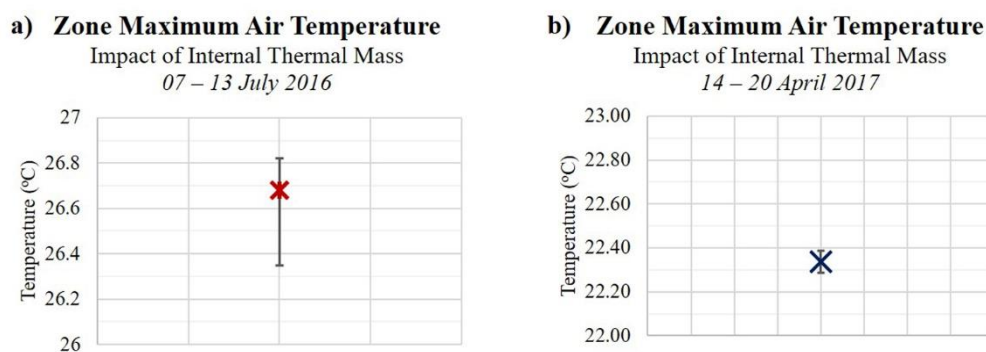 a) Zone Maximum Air Temperature
Impact of Internal Thermal Mass
07 – 13 July 2016
Temperature (°C)
27
26.8
26.6
26.4
26.2
26
b) Zone Maximum Air Temperature
Impact of Internal Thermal Mass
14 – 20 April 2017
Temperature (°C)
23.00
22.80
22.60
22.40
22.20
22.00